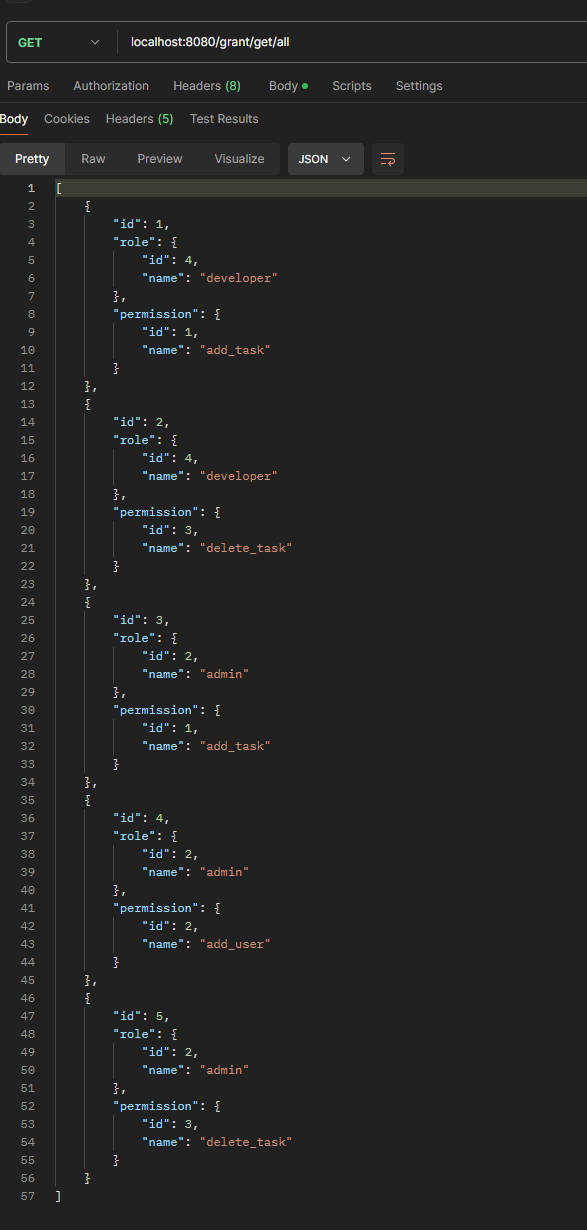 GET localhost:8080/grant/get/all
Params Authorization Headers (8) Body Scripts Settings
Body Cookies Headers (5) Test Results
Pretty Raw Preview Visualize JSON
1 [
2 {
3 "id": 1,
4 "role": {
5 "id": 4,
6 "name": "developer"
7 },
8 "permission": {
9 "id": 1,
10 "name": "add_task"
11 }
12 },
13 {
14 "id": 2,
15 "role": {
16 "id": 4,
17 "name": "developer"
18 },
19 "permission": {
20 "id": 3,
21 "name": "delete_task"
22 }
23 },
24 {
25 "id": 3,
26 "role": {
27 "id": 2,
28 "name": "admin"
29 },
30 "permission": {
31 "id": 1,
32 "name": "add_task"
33 }
34 },
35 {
36 "id": 4,
37 "role": {
38 "id": 2,
39 "name": "admin"
40 },
41 "permission": {
42 "id": 2,
43 "name": "add_user"
44 }
45 },
46 {
47 "id": 5,
49 "role": {
50 "id": 2,
50 "name": "admin"
51 },
52 "permission": {
53 "id": 3,
54 "name": "delete_task"
55 }
56 }
57 ]